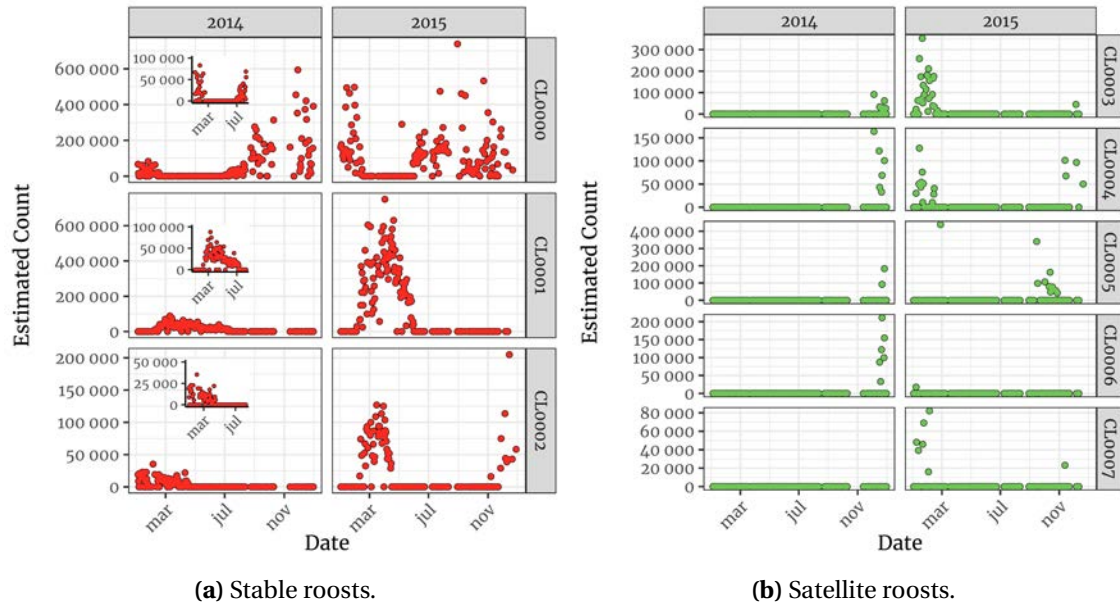 2014 2015
100 000
50 000
0
mar jul
600 000
400 000
200 000
0
CL0000
100 000
50 000
0
mar jul
600 000
400 000
200 000
0
CL0001
50 000
25 000
0
mar jul
200 000
150 000
100 000
50 000
0
CL0002
mar jul nov mar jul nov
Estimated Count
Date
(a) Stable roosts.
2014 2015
300 000
200 000
100 000
0
CL0003
150 000
100 000
50 000
0
CL0004
400 000
300 000
200 000
100 000
0
CL0005
200 000
150 000
100 000
50 000
0
CL0006
80 000
60 000
40 000
20 000
0
CL0007
mar jul nov mar jul nov
Estimated Count
Date
(b) Satellite roosts.